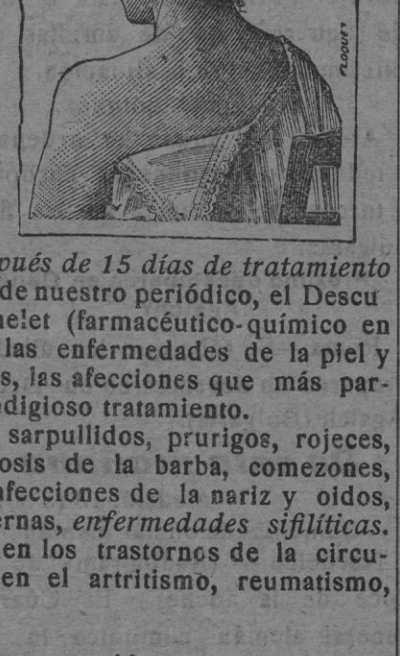 FLOQUET
pués de 15 días de tratamiento
de nuestro periódico, el Descu
helet (farmacéutico-químico en
las enfermedades de la piel y
s, las afecciones que más par-
digioso tratamiento.
sarpullidos, prurigos, rojeces,
osis de la barba, comezones,
afecciones de la nariz y oidos,
ernas, enfermedades sifilíticas.
en los trastornos de la circu-
en el artritismo, reumatismo,